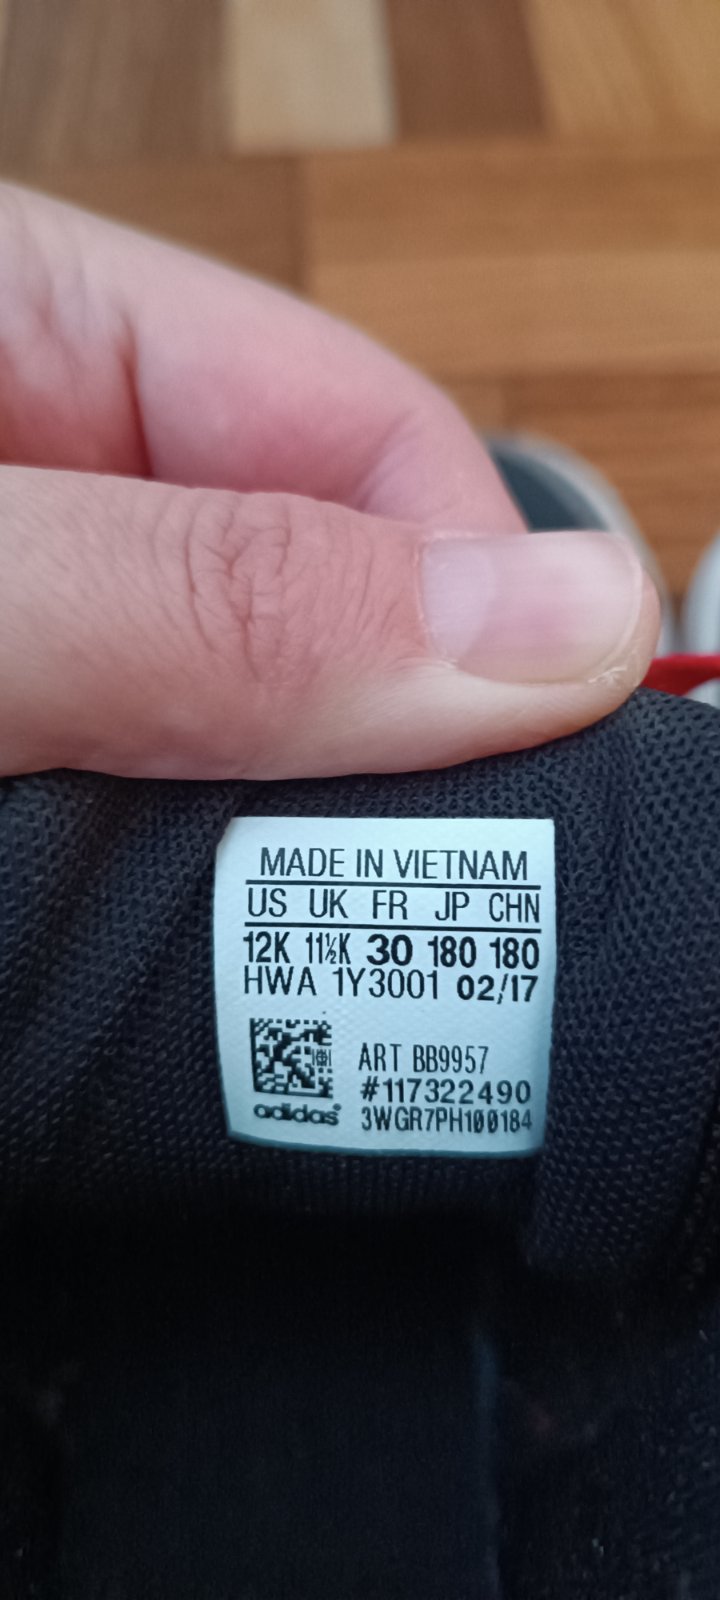 MADE IN VIETNAM
US UK FR JP CHN
12K 11½K 30 180 180
HWA 1Y3001 02/17
ART BB9957
#117322490
adidas® 3WGR7PH100184